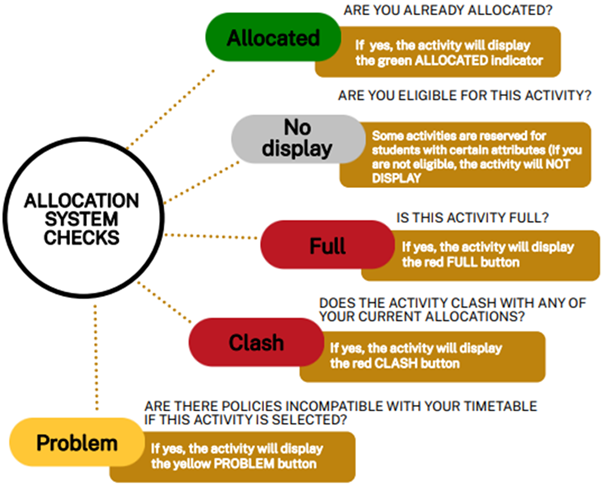 ALLOCATION
SYSTEM
CHECKS
ARE YOU ALREADY ALLOCATED?
Allocated
If yes, the activity will display
the green ALLOCATED indicator
ARE YOU ELIGIBLE FOR THIS ACTIVITY?
No
display
Some activities are reserved for
students with certain attributes (If you
are not eligible, the activity will NOT
DISPLAY
IS THIS ACTIVITY FULL?
Full
If yes, the activity will display
the red FULL button
DOES THE ACTIVITY CLASH WITH ANY OF
YOUR CURRENT ALLOCATIONS?
Clash
If yes, the activity will display
the red CLASH button
ARE THERE POLICIES INCOMPATIBLE WITH YOUR TIMETABLE
IF THIS ACTIVITY IS SELECTED?
Problem
If yes, the activity will display
the yellow PROBLEM button